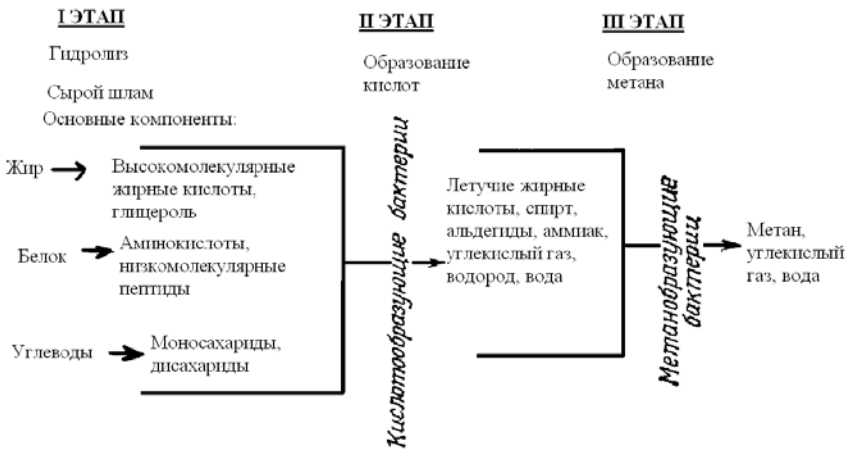 I ЭТАП
Гидролиз
Сырой шлам
Основные компоненты:
Жир
Высокомолекулярные
жирные кислоты,
глицероль
Белок
Аминокислоты,
низкомолекулярные
пептиды
Углеводы
Моносахариды,
дисахариды
II ЭТАП
Образование
кислот
Кислотообразующие бактерии
Летучие жирные
кислоты, спирт,
альдегиды, аммиак,
углекислый газ,
водород, вода
III ЭТАП
Образование
метана
Метанобразующие
бактерии
Метан,
углекислый
газ, вода